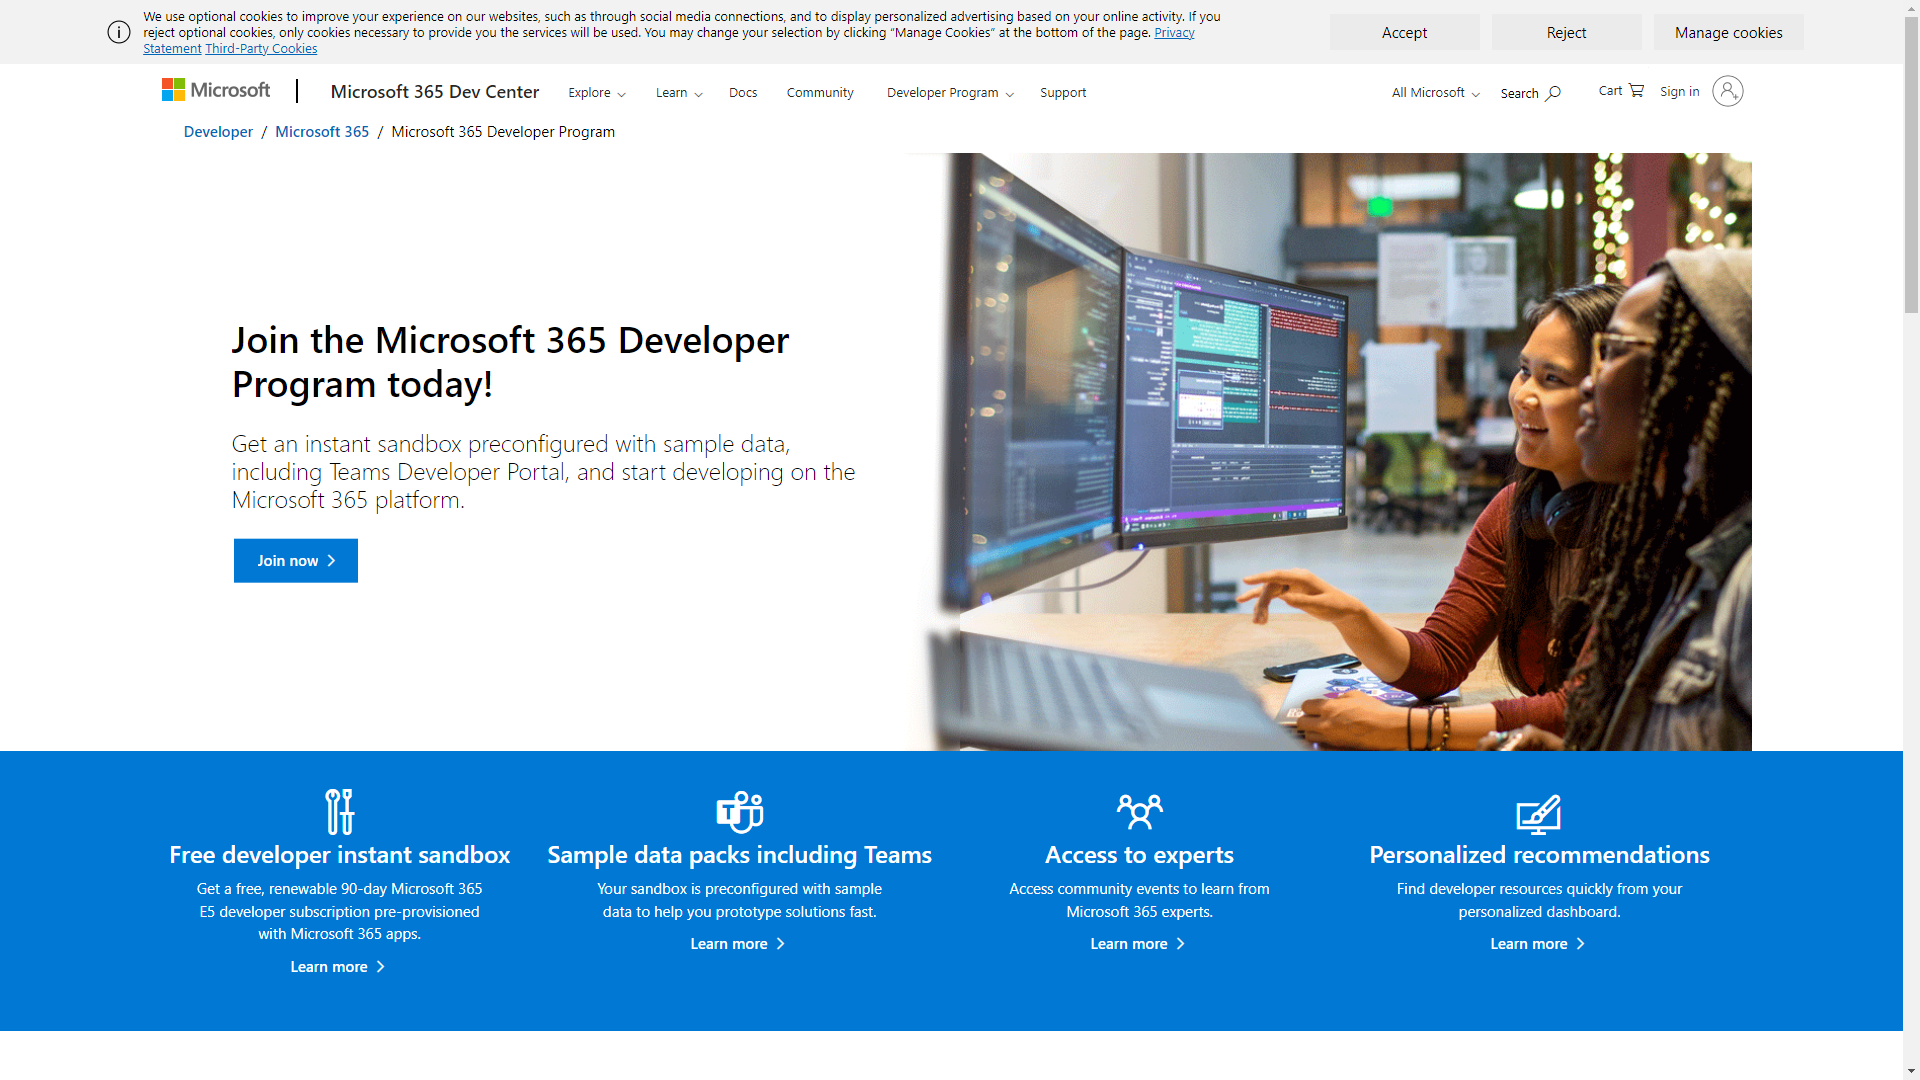 We use optional cookies to improve your experience on our websites, such as through social media connections, and to display personalized advertising based on your online activity. If you
reject optional cookies, only cookies necessary to provide you the services will be used. You may change your selection by clicking “Manage Cookies” at the bottom of the page. Privacy
Statement Third-Party Cookies
Accept
Reject
Manage cookies
Microsoft
Microsoft 365 Dev Center
Explore
Learn
Docs
Community
Developer Program
Support
All Microsoft
Search
Cart
Sign in
Developer / Microsoft 365 / Microsoft 365 Developer Program
Join the Microsoft 365 Developer
Program today!
Get an instant sandbox preconfigured with sample data,
including Teams Developer Portal, and start developing on the
Microsoft 365 platform.
Join now
T
Free developer instant sandbox
Get a free, renewable 90-day Microsoft 365
E5 developer subscription pre-provisioned
with Microsoft 365 apps.
Learn more
Sample data packs including Teams
Your sandbox is preconfigured with sample
data to help you prototype solutions fast.
Learn more
Access to experts
Access community events to learn from
Microsoft 365 experts.
Learn more
Personalized recommendations
Find developer resources quickly from your
personalized dashboard.
Learn more